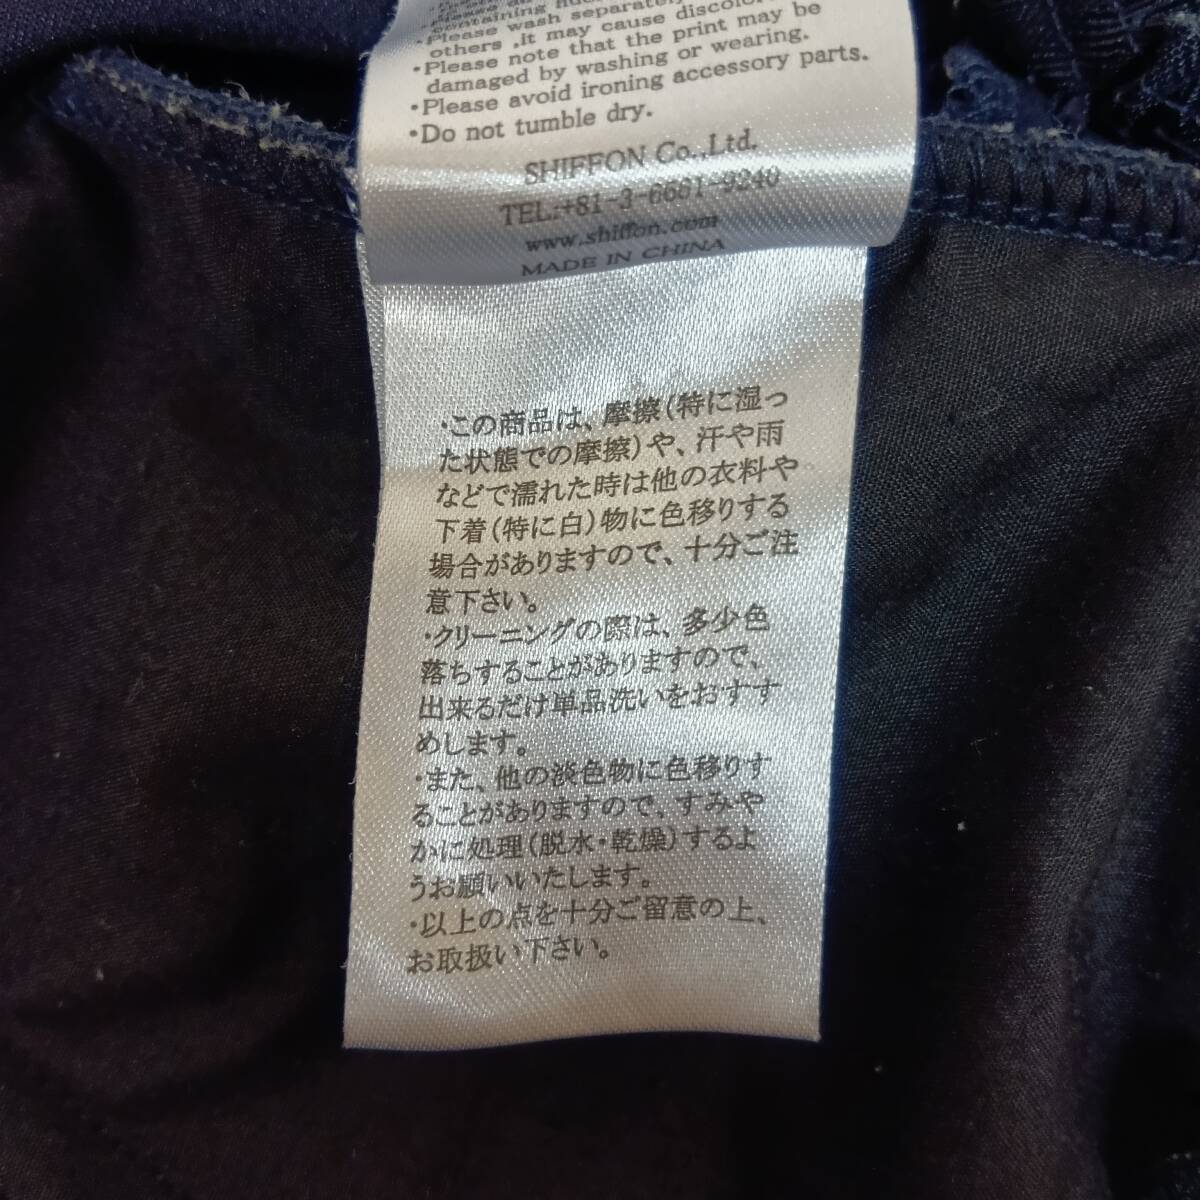 containing
·Please wash separately
others ,it may cause discolor
·Please note that the print may be
damaged by washing or wearing.
·Please avoid ironing accessory parts.
·Do not tumble dry.
SHIFFON Co.,Ltd.
TEL:+81-3-6661-9240
www.shiffon.com
MADE IN CHINA
·この商品は、摩擦(特に湿っ
た状態での摩擦)や、汗や雨
などで濡れた時は他の衣料や
下着(特に白)物に色移りする
場合がありますので、十分ご注
意下さい。
·クリーニングの際は、多少色
落ちすることがありますので、
出来るだけ単品洗いをおすす
めします。
·また、他の淡色物に色移りす
ることがありますので、すみや
かに処理(脱水・乾燥)するよ
うお願いいたします。
·以上の点を十分ご留意の上、
お取扱い下さい。